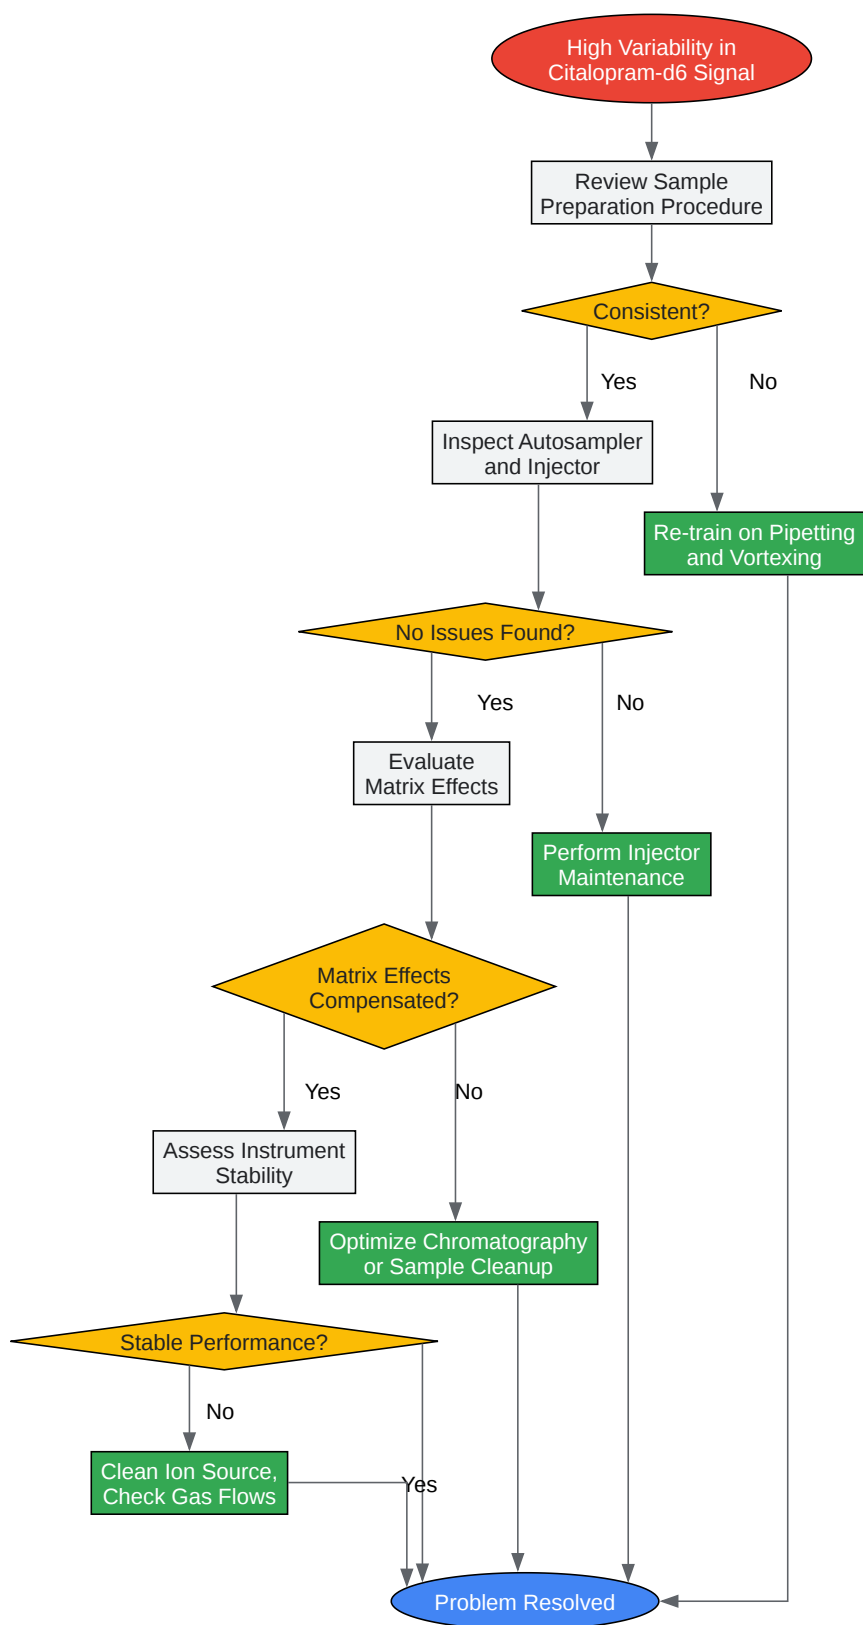 High Variability in
Citalopram-d6 Signal
Review Sample
Preparation Procedure
Consistent?
Yes
No
Inspect Autosampler
and Injector
Re-train on Pipetting
and Vortexing
No Issues Found?
Yes
No
Evaluate
Matrix Effects
Perform Injector
Maintenance
Matrix Effects
Compensated?
Yes
No
Assess Instrument
Stability
Optimize Chromatography
or Sample Cleanup
Stable Performance?
No
Clean Ion Source,
Check Gas Flows
Yes
Problem Resolved